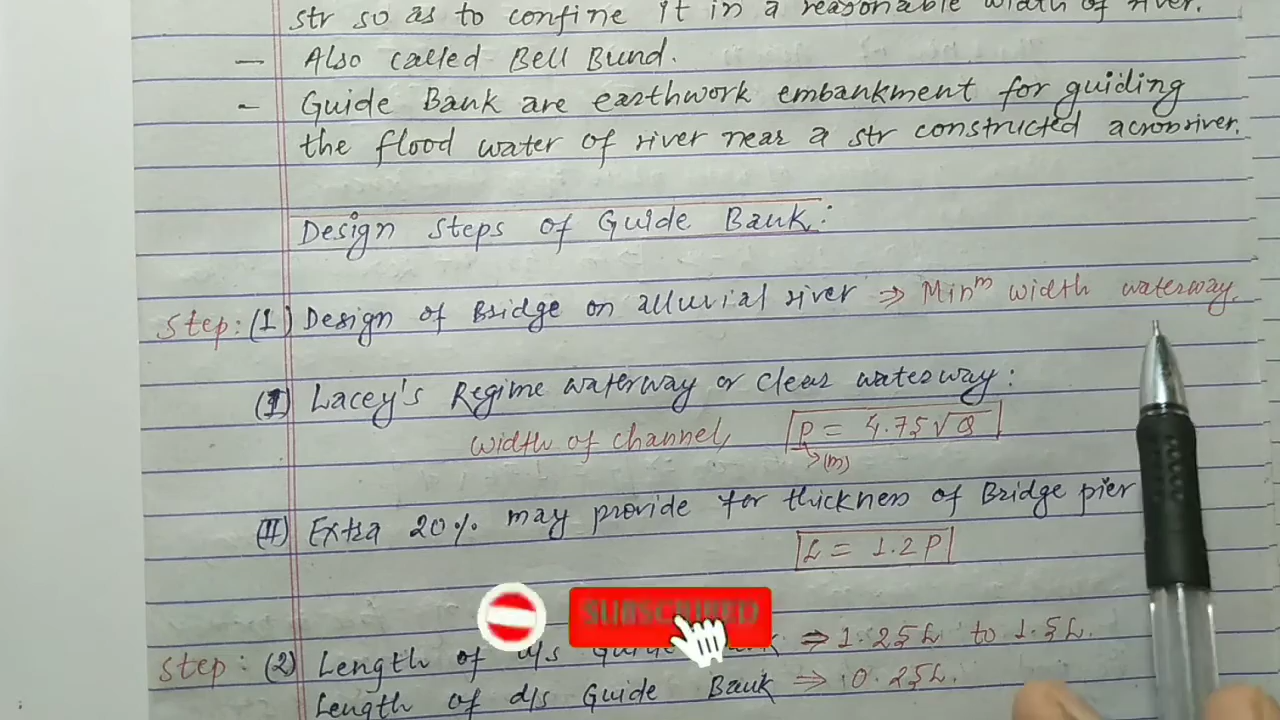 str so as to confine it in a reasonable width of river.
— Also called Bell Bund.
- Guide Bank are earthwork embankment for guiding
the flood water of river near a str constructed across river.
Design Steps of Guide Bank:
Step: (1) Design of Bridge on alluvial river ⇒ Minᵐ width waterway.
(I) Lacey's Regime waterway or clear waterway:
width of channel, P = 4.75√Q
↳(m)
(II) Extra 20% may provide for thickness of Bridge pier
L = 1.2P
SUBSCRIBED
Step: (2) Length of d/s Guide Bank ⇒ 1.25L to 1.5L.
Length of d/s Guide Bank ⇒ 0.25L.